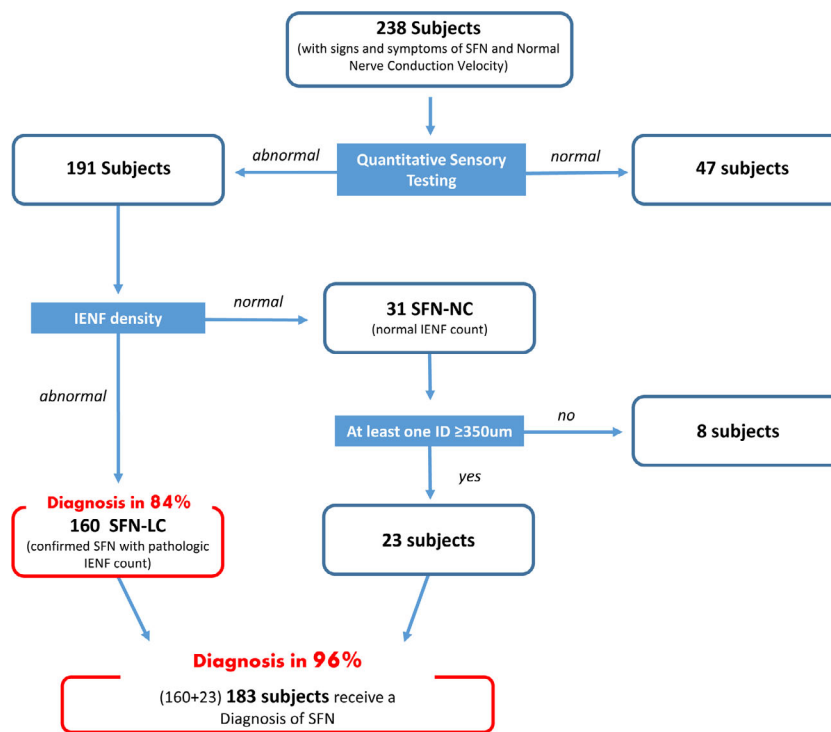 238 Subjects
(with signs and symptoms of SFN and Normal
Nerve Conduction Velocity)
191 Subjects
abnormal
Quantitative Sensory
Testing
normal
47 subjects
IENF density
normal
31 SFN-NC
(normal IENF count)
abnormal
At least one ID ≥350um
no
8 subjects
yes
Diagnosis in 84%
160 SFN-LC
(confirmed SFN with pathologic
IENF count)
23 subjects
Diagnosis in 96%
(160+23) 183 subjects receive a
Diagnosis of SFN